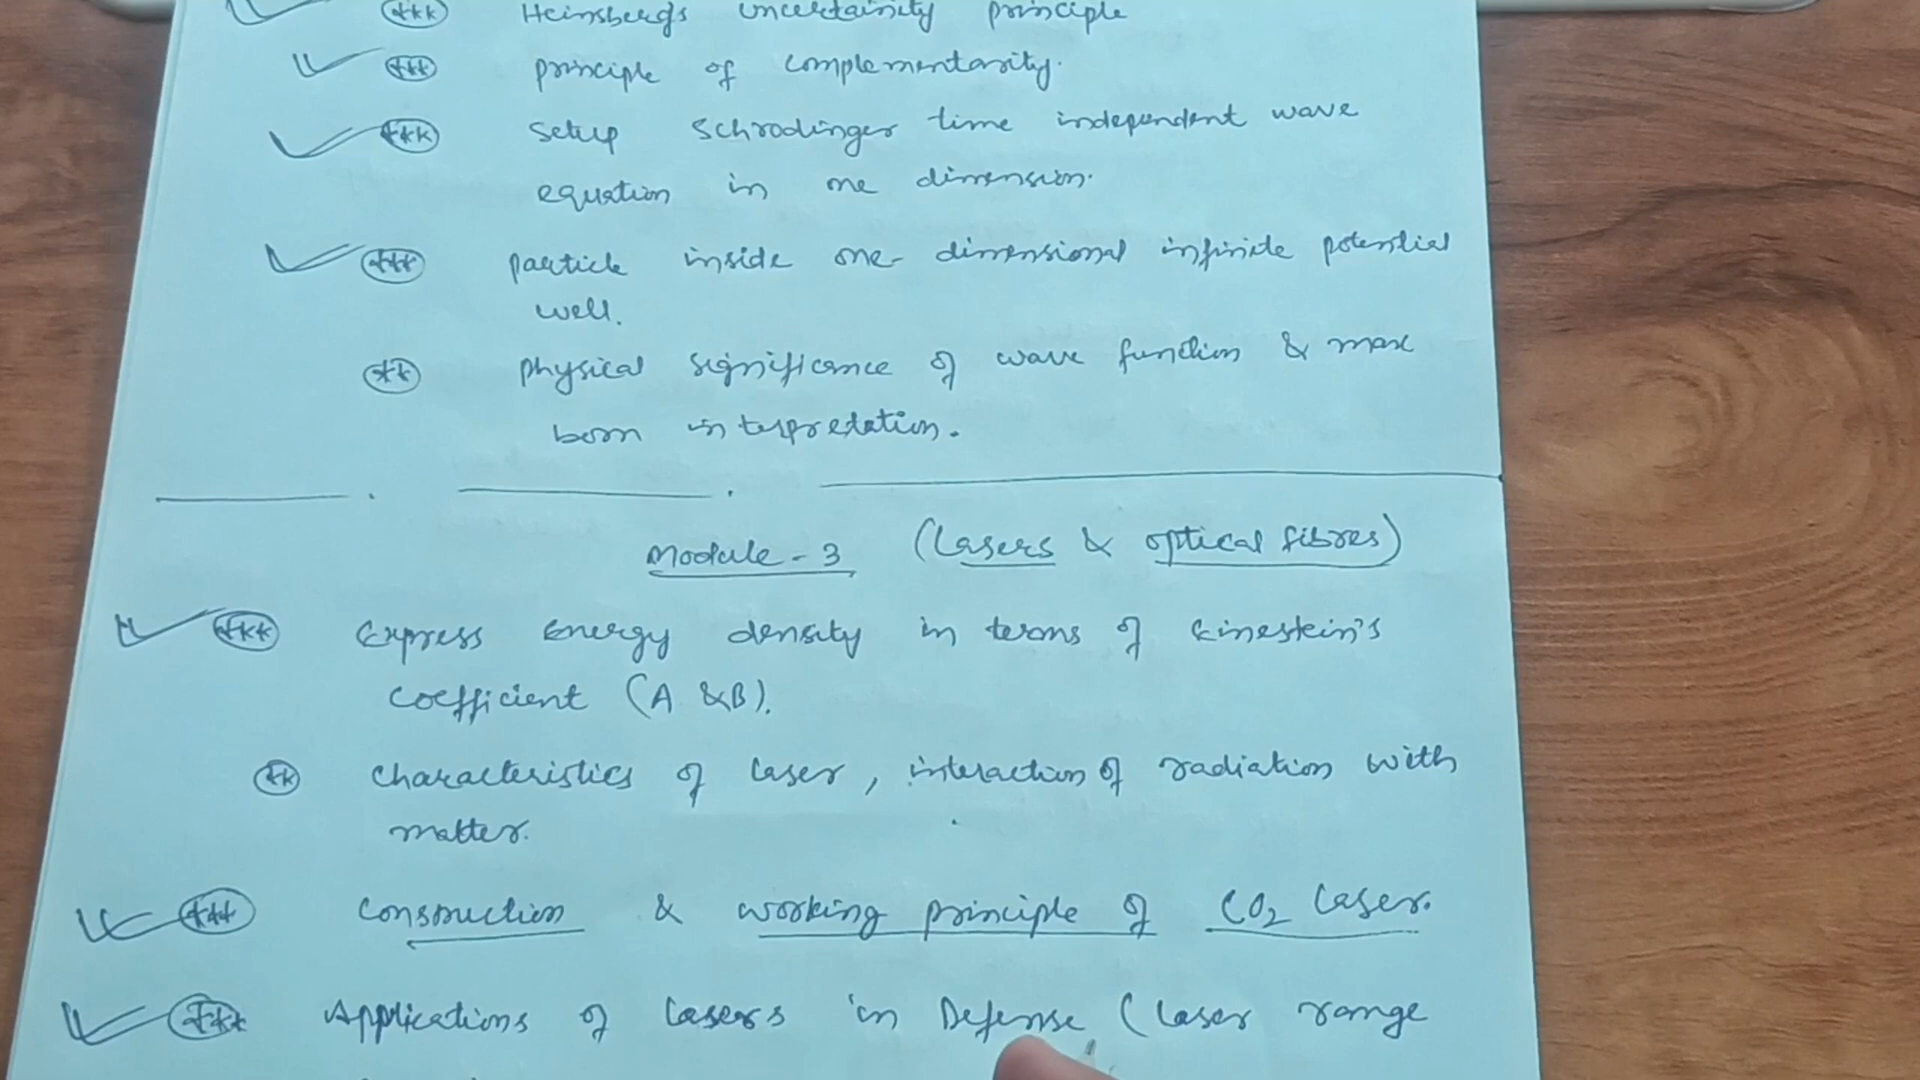 *** Heinsbergs uncertainity principle
*** principle of complementarity.
*** setup schrodinger time independent wave
equation in one dimension.
*** particle inside one-dimensional infinite potential
well.
** physical significance of wave function & max
born interpretation.
Module - 3 (Lasers & optical fibres)
*** Express Energy density in terms of Einestein's
coefficient (A & B).
** characteristics of laser, interaction of radiation with
matter.
*** Construction & working principle of CO2 Laser.
*** Applications of lasers in Defense (laser range